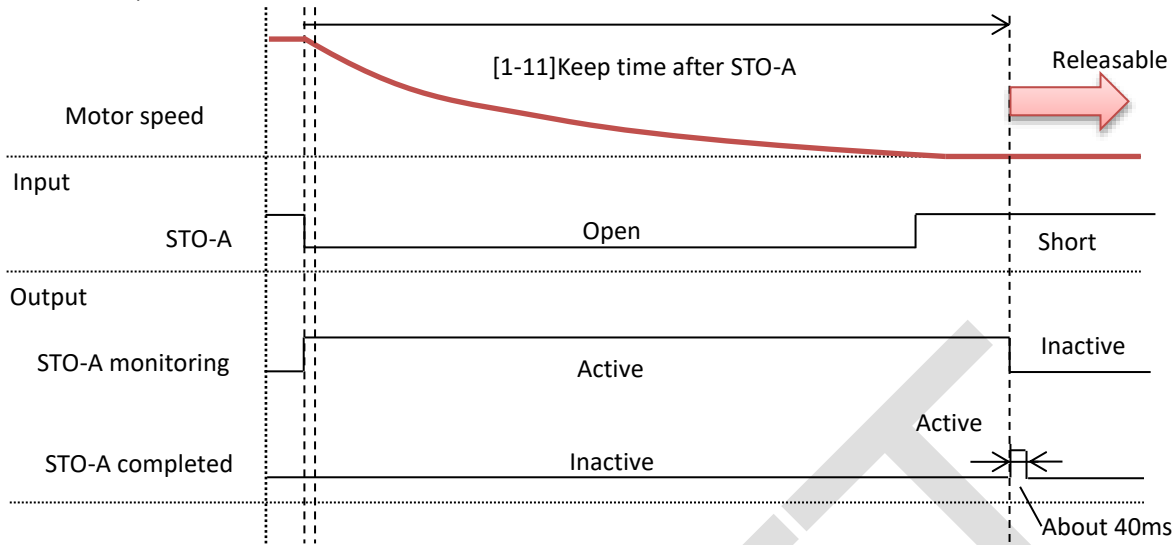 [1-11]Keep time after STO-A
Releasable
Motor speed
Input
STO-A
Open
Short
Output
STO-A monitoring
Active
Inactive
Active
STO-A completed
Inactive
About 40ms